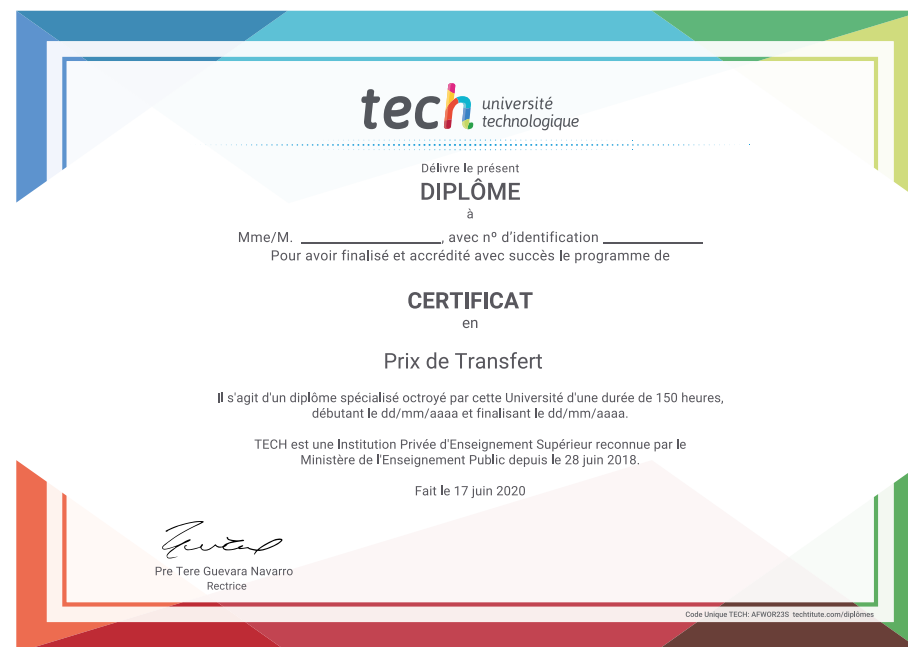 tech université
technologique
Délivre le présent
DIPLÔME
à
Mme/M. ____________________, avec nº d'identification ______________
Pour avoir finalisé et accrédité avec succès le programme de
CERTIFICAT
en
Prix de Transfert
Il s'agit d'un diplôme spécialisé octroyé par cette Université d'une durée de 150 heures,
débutant le dd/mm/aaaa et finalisant le dd/mm/aaaa.
TECH est une Institution Privée d'Enseignement Supérieur reconnue par le
Ministère de l'Enseignement Public depuis le 28 juin 2018.
Fait le 17 juin 2020
Pre Tere Guevara Navarro
Rectrice
Code Unique TECH: AFWOR23S techtitute.com/diplômes